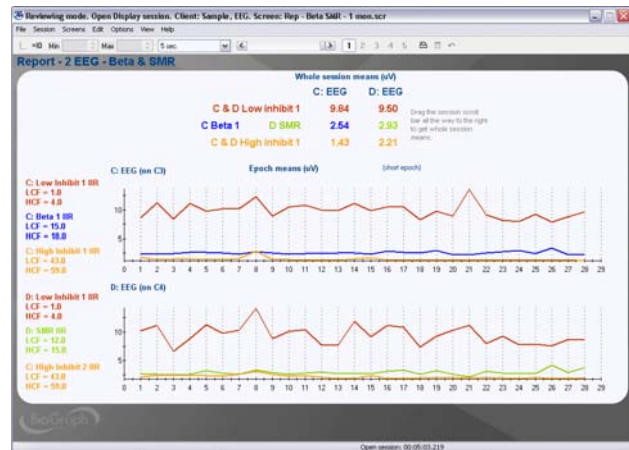 Reviewing mode. Open Display session. Client: Sample, EEG. Screen: Rep - Beta SMR - 1 mon.scr
File Session Screens Edit Options View Help
Min Max 5 sec. 1 2 3 4 5
Report - 2 EEG - Beta & SMR
Whole session means (uV)
C: EEG D: EEG
C & D Low inhibit 1 9.84 9.50
C Beta 1 D SMR 2.54 2.93
C & D High inhibit 1 1.43 2.21
Drag the session scroll
bar all the way to the right
to get whole session
means.
C: EEG (on C3) Epoch means (uV) (short epoch)
C: Low Inhibit 1 IIR
LCF = 1.0
HCF = 4.0
C: Beta 1 IIR
LCF = 15.0
HCF = 18.0
C: High Inhibit 1 IIR
LCF = 43.0
HCF = 59.0
10
5
0 1 2 3 4 5 6 7 8 9 10 11 12 13 14 15 16 17 18 19 20 21 22 23 24 25 26 27 28 29
D: EEG (on C4)
D: Low Inhibit 1 IIR
LCF = 1.0
HCF = 4.0
D: SMR IIR
LCF = 12.0
HCF = 15.0
C: High Inhibit 2 IIR
LCF = 43.0
HCF = 59.0
10
5
0 1 2 3 4 5 6 7 8 9 10 11 12 13 14 15 16 17 18 19 20 21 22 23 24 25 26 27 28 29
BioGraph
Open session: 00:05:03.219